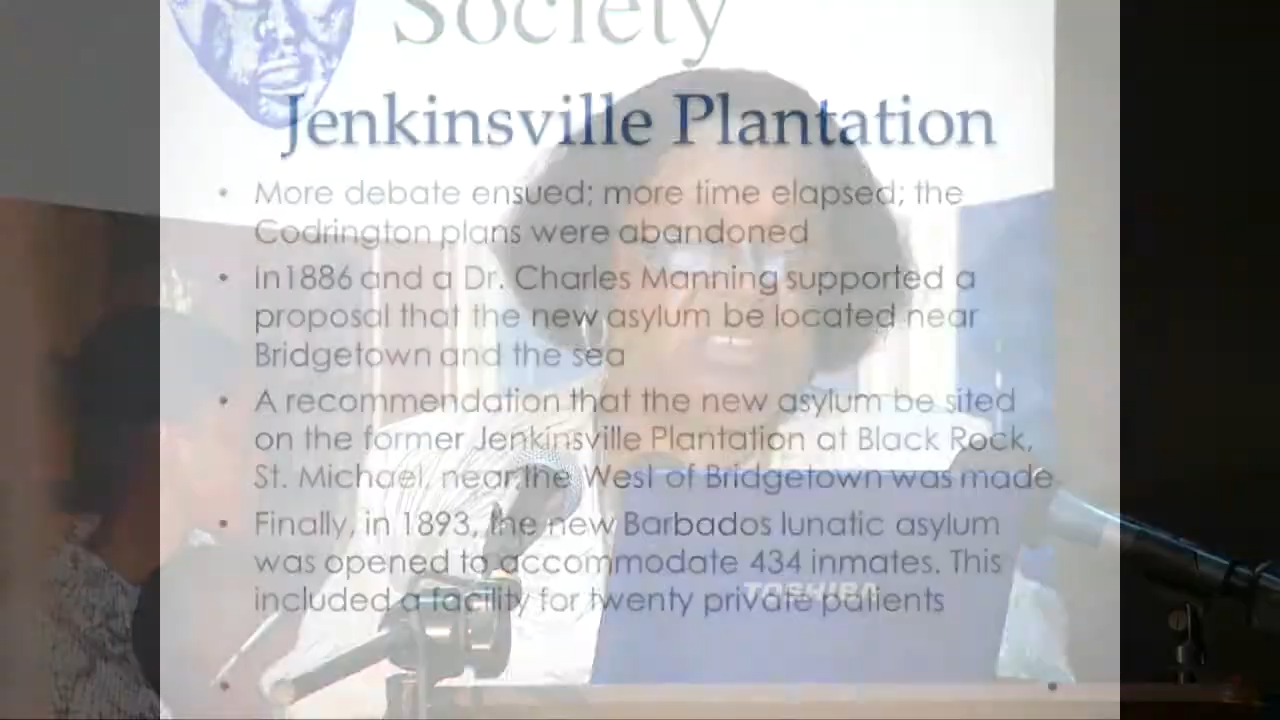 Society
Jenkinsville Plantation
• More debate ensued; more time elapsed; the
Codrington plans were abandoned
• In1886 and a Dr. Charles Manning supported a
proposal that the new asylum be located near
Bridgetown and the sea
• A recommendation that the new asylum be sited
on the former Jenkinsville Plantation at Black Rock,
St. Michael, near the West of Bridgetown was made
• Finally, in 1893, the new Barbados lunatic asylum
was opened to accommodate 434 inmates. This
included a facility for twenty private patients
TOSHIBA